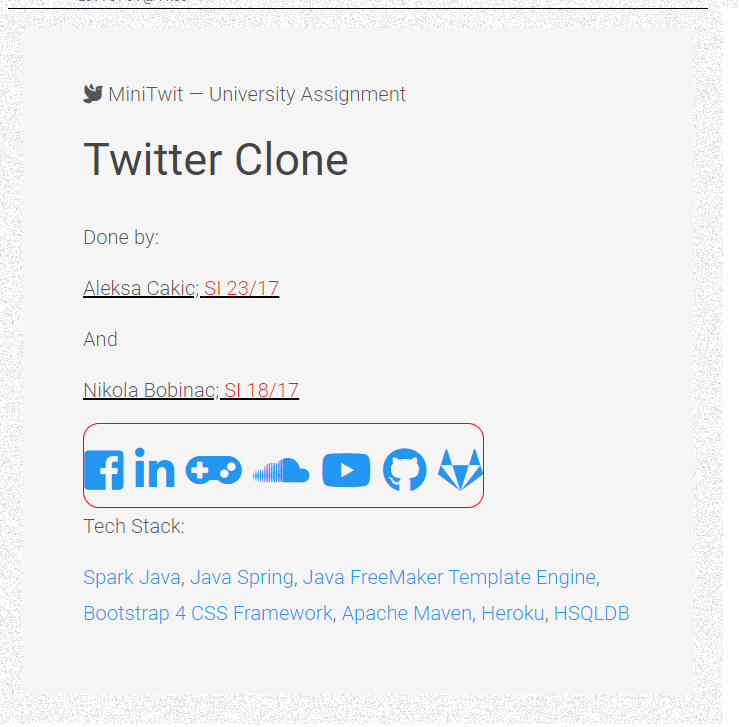 MiniTwit — University Assignment
Twitter Clone
Done by:
Aleksa Cakic; SI 23/17
And
Nikola Bobinac; SI 18/17
Tech Stack:
Spark Java, Java Spring, Java FreeMaker Template Engine,
Bootstrap 4 CSS Framework, Apache Maven, Heroku, HSQLDB